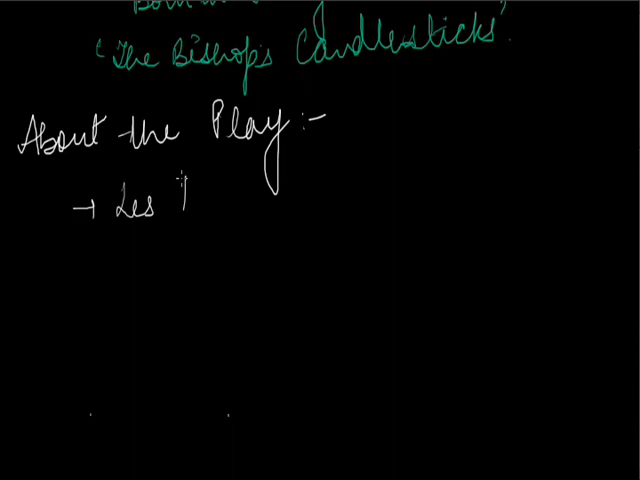 'The Bishop's Candlesticks'.
About the Play :-
→ Les